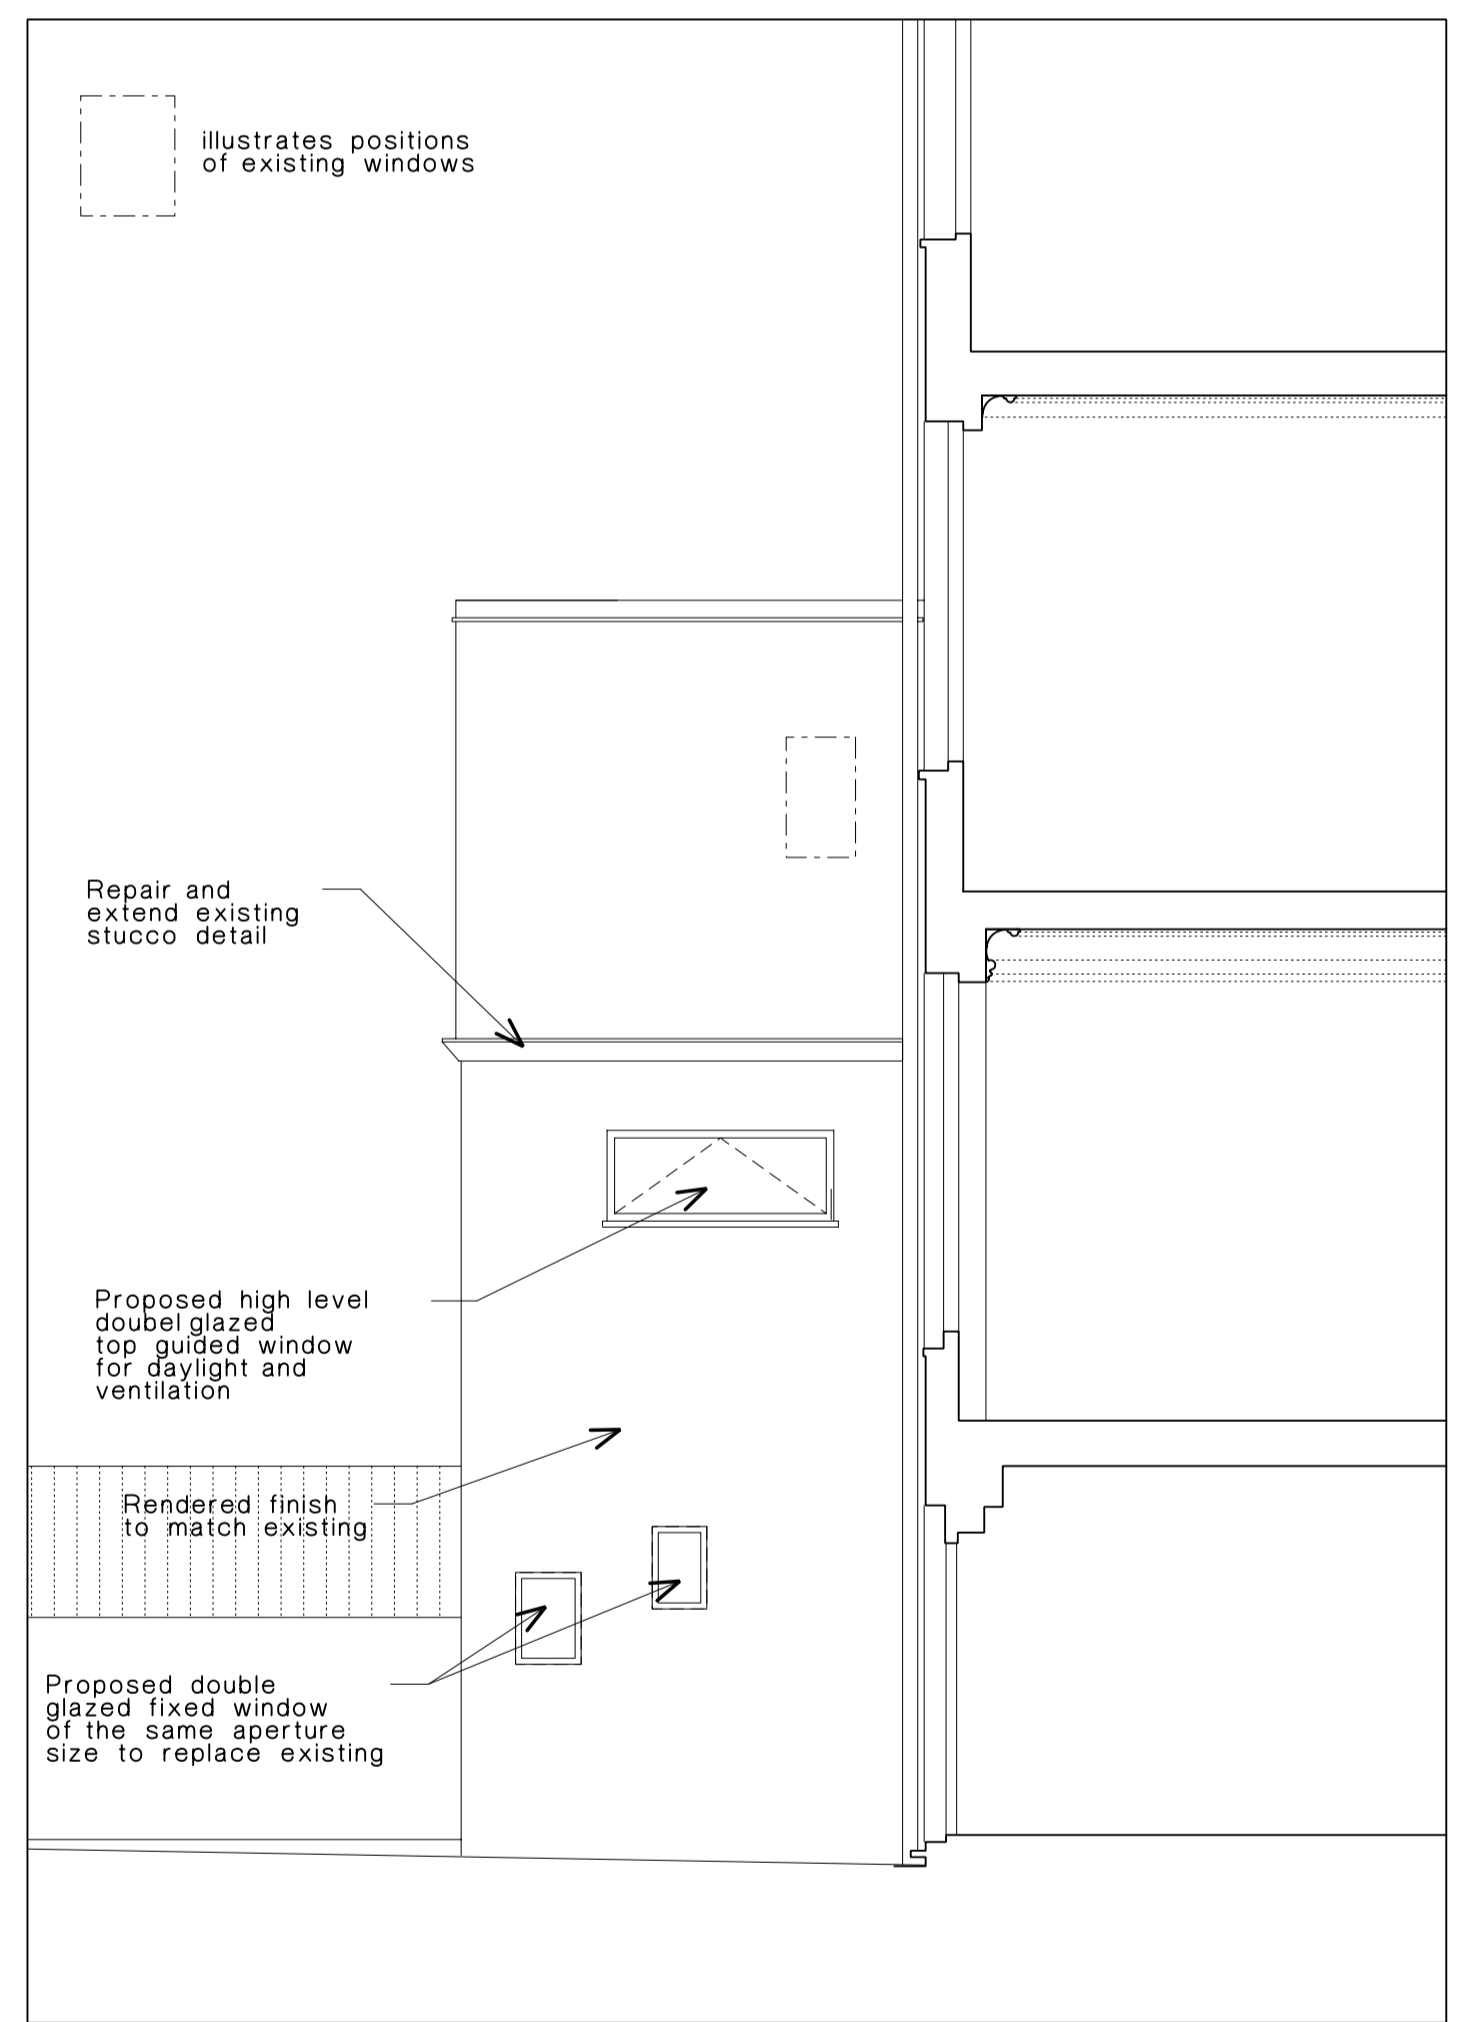 illustrates positions
of existing windows
Repair and
extend existing
stucco detail
Proposed high level
doubel glazed
top guided window
for daylight and
ventilation
Rendered finish
to match existing
Proposed double
glazed fixed window
of the same aperture
size to replace existing